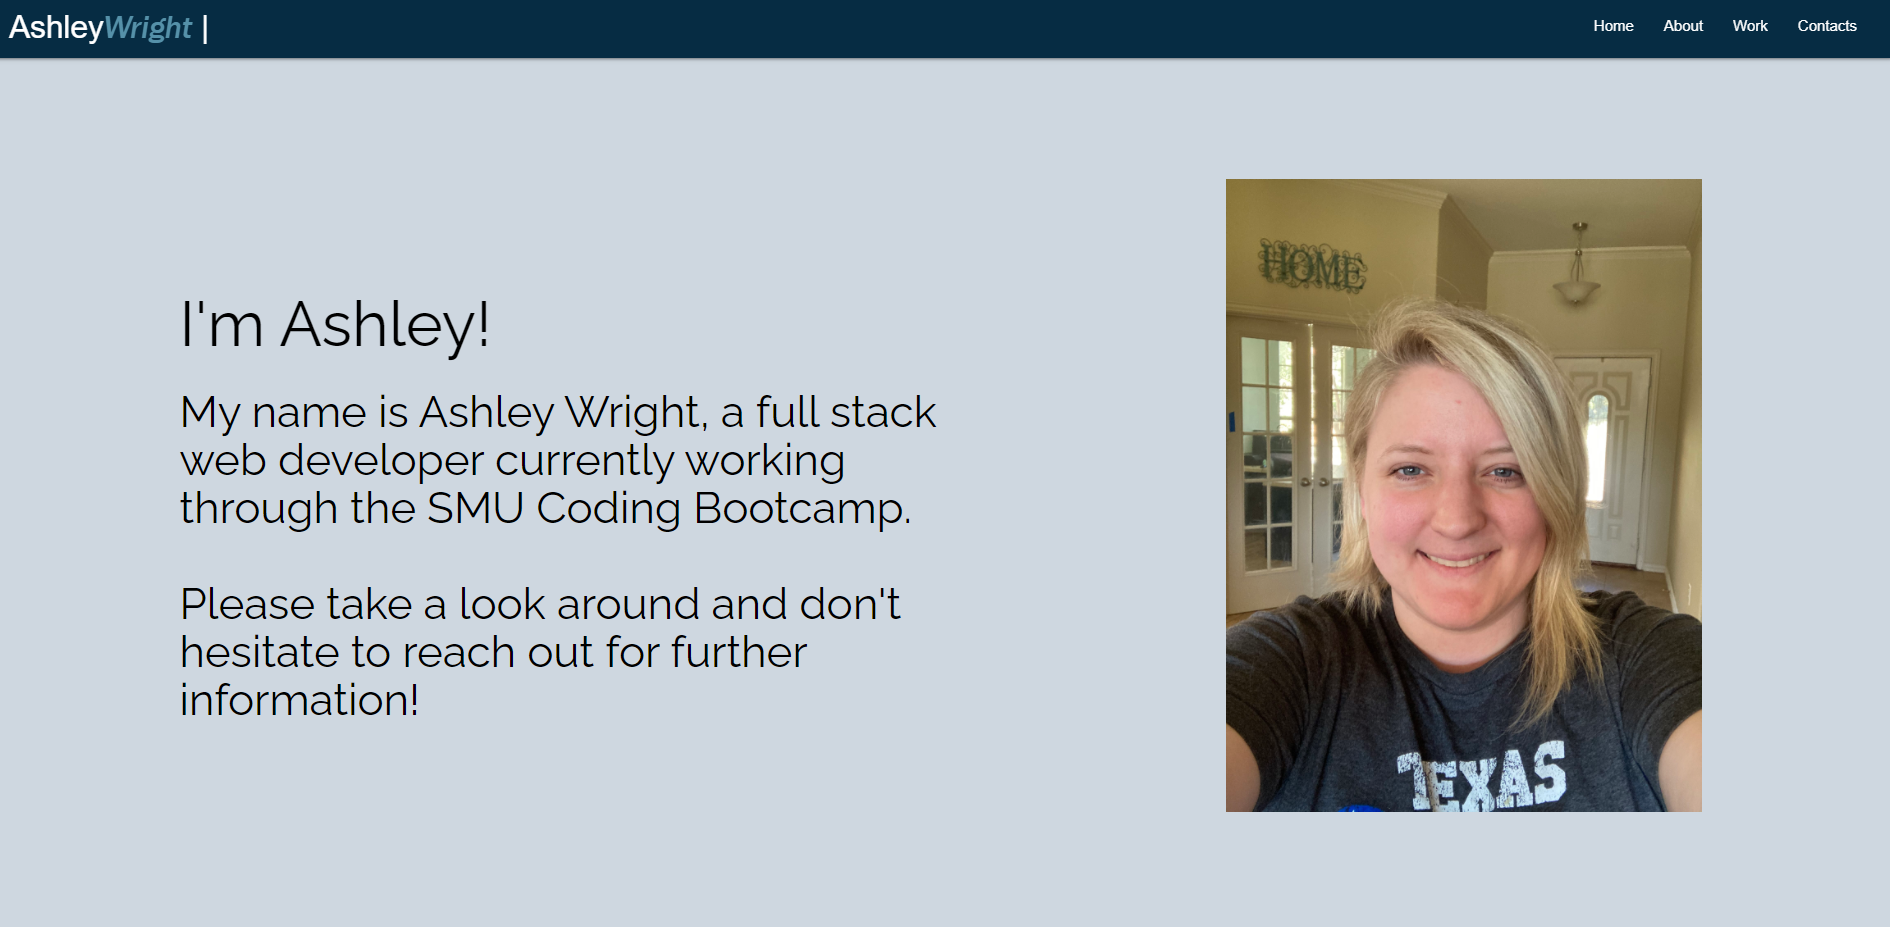 AshleyWright |
Home About Work Contacts
I'm Ashley!
My name is Ashley Wright, a full stack
web developer currently working
through the SMU Coding Bootcamp.
Please take a look around and don't
hesitate to reach out for further
information!
HOME
TEXAS